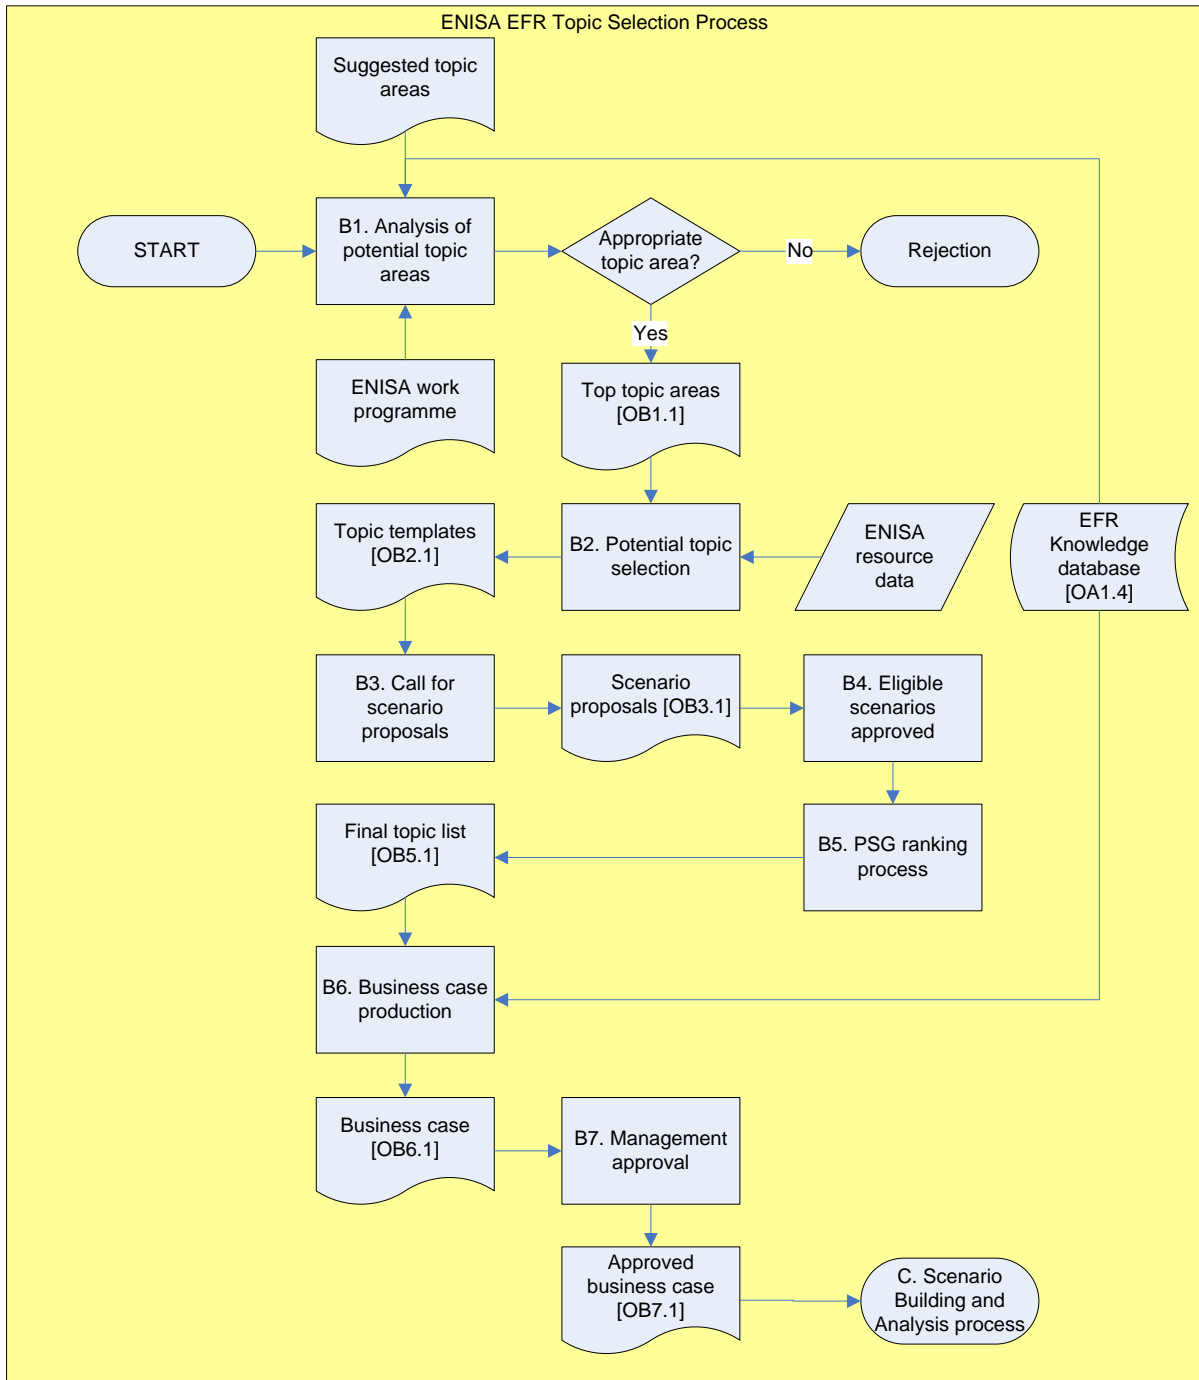 ENISA EFR Topic Selection Process
Suggested topic
areas
START
B1. Analysis of
potential topic
areas
Appropriate
topic area?
No
Rejection
Yes
ENISA work
programme
Top topic areas
[OB1.1]
Topic templates
[OB2.1]
B2. Potential topic
selection
ENISA
resource
data
EFR
Knowledge
database
[OA1.4]
B3. Call for
scenario
proposals
Scenario
proposals [OB3.1]
B4. Eligible
scenarios
approved
Final topic list
[OB5.1]
B5. PSG ranking
process
B6. Business case
production
Business case
[OB6.1]
B7. Management
approval
Approved
business case
[OB7.1]
C. Scenario
Building and
Analysis process